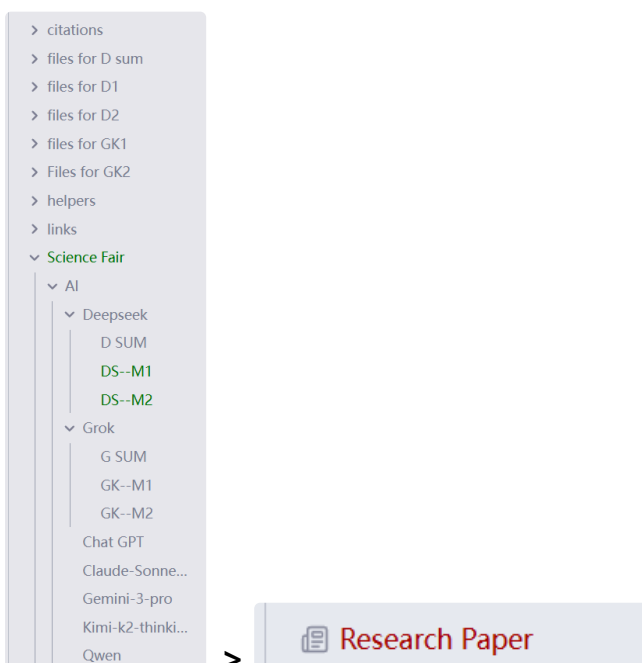 citations
files for D sum
files for D1
files for D2
files for GK1
Files for GK2
helpers
links
Science Fair
AI
Deepseek
D SUM
DS--M1
DS--M2
Grok
G SUM
GK--M1
GK--M2
Chat GPT
Claude-Sonne...
Gemini-3-pro
Kimi-k2-thinki...
Qwen
> Research Paper